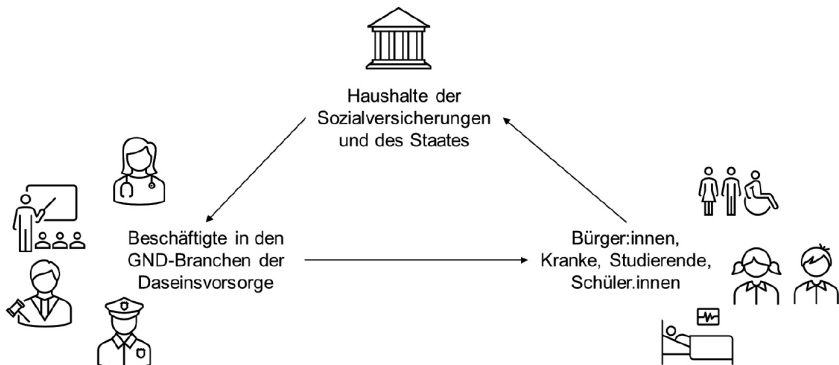 Haushalte der
Sozialversicherungen
und des Staates
Beschäftigte in den
GND-Branchen der
Daseinsvorsorge
Bürger:innen,
Kranke, Studierende,
Schüler.innen